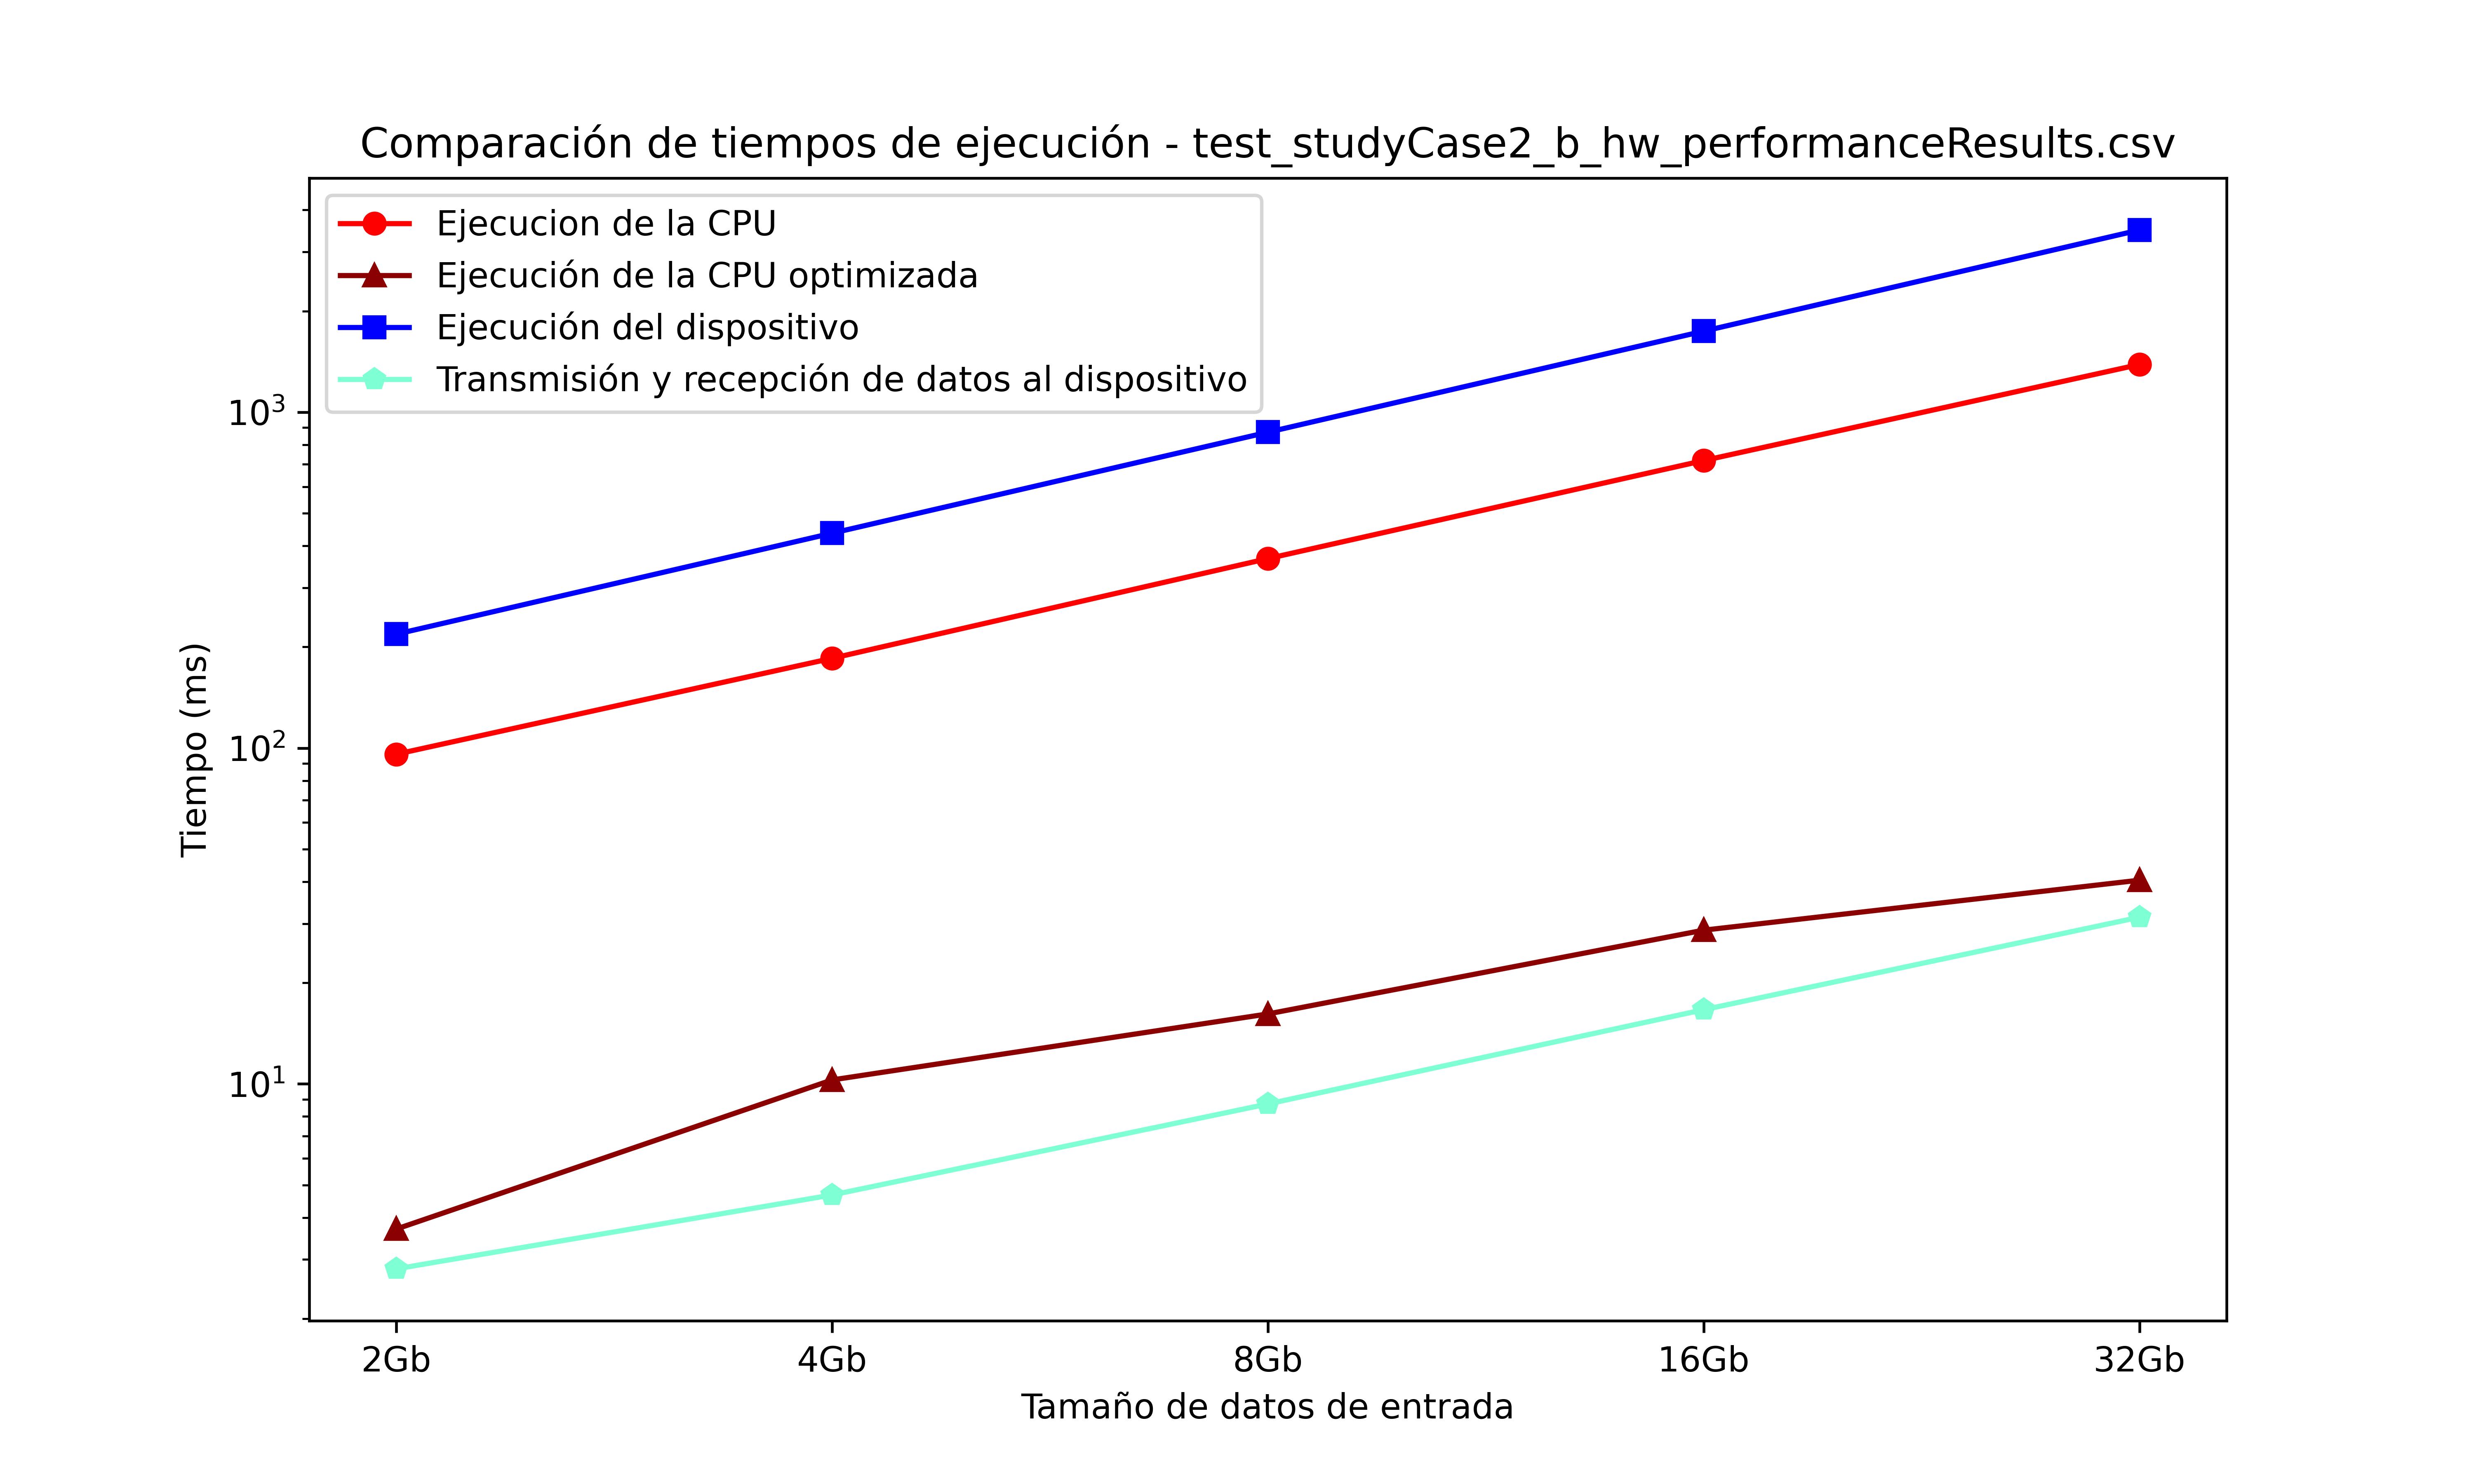 Comparación de tiempos de ejecución - test_studyCase2_b_hw_performanceResults.csv
Ejecucion de la CPU
Ejecución de la CPU optimizada
Ejecución del dispositivo
Transmisión y recepción de datos al dispositivo
10³
10²
10¹
Tiempo (ms)
2Gb 4Gb 8Gb 16Gb 32Gb
Tamaño de datos de entrada